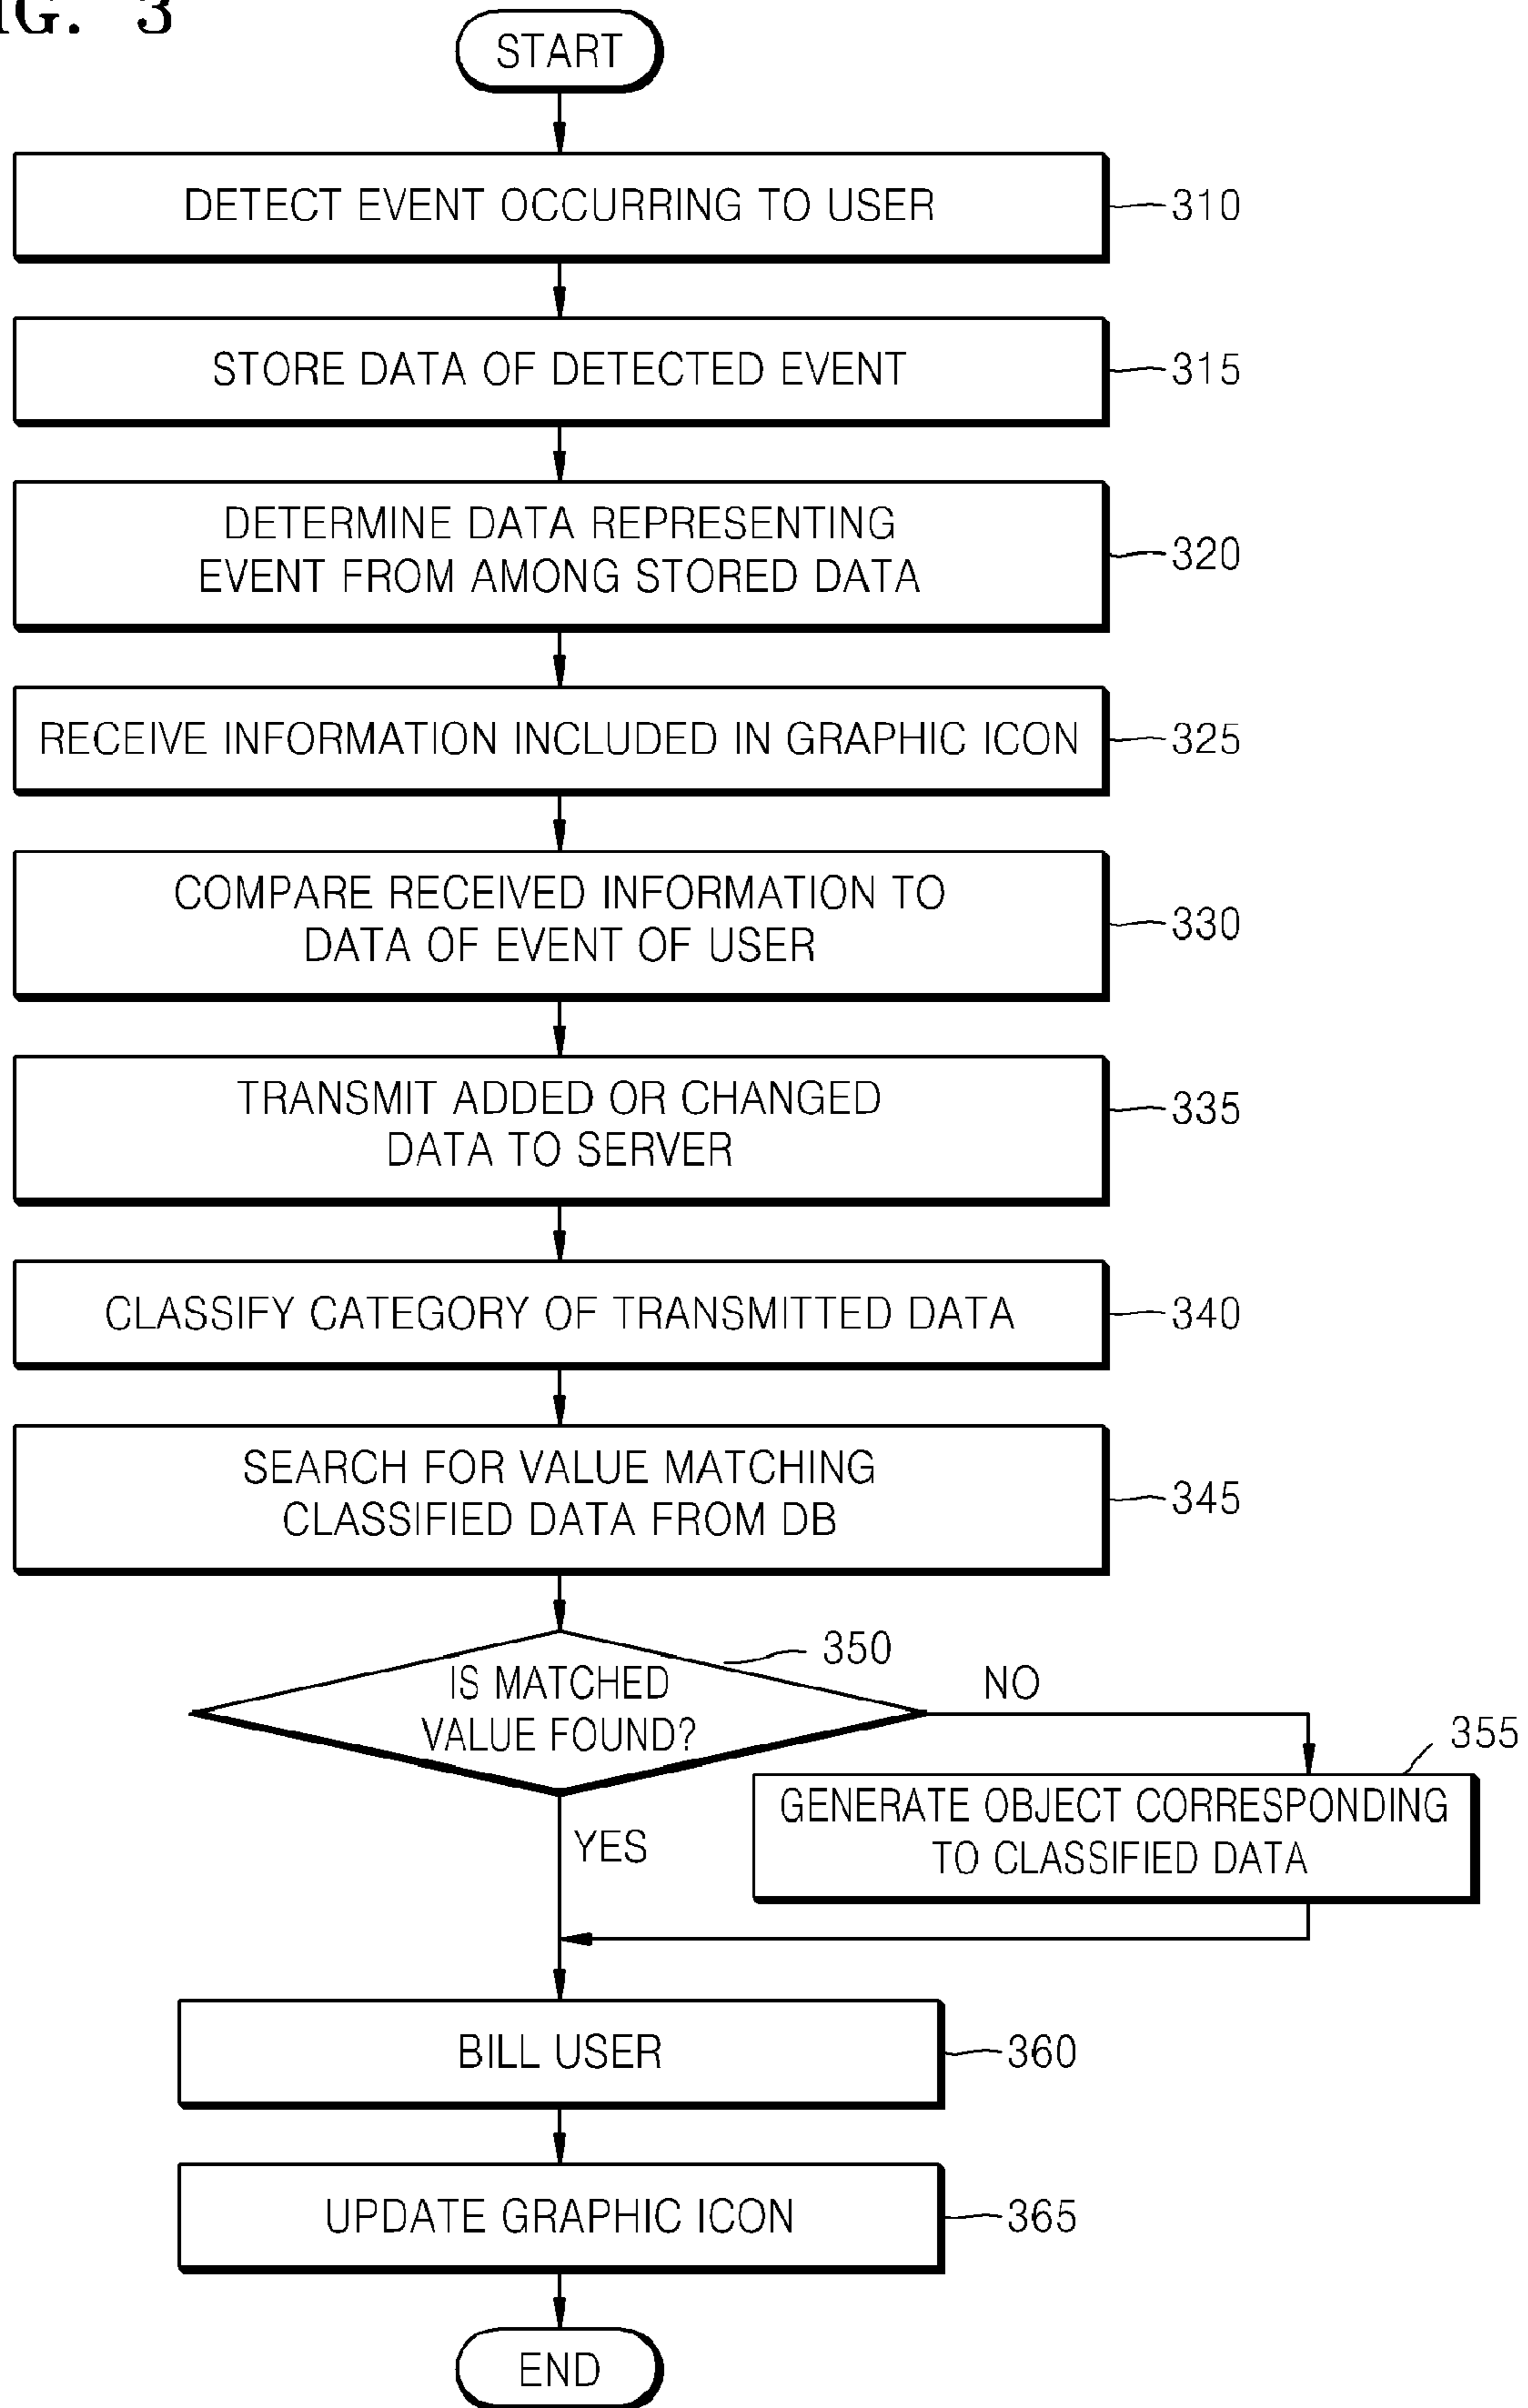 FIG. 3
START
DETECT EVENT OCCURRING TO USER
310
STORE DATA OF DETECTED EVENT
315
DETERMINE DATA REPRESENTING
EVENT FROM AMONG STORED DATA
320
RECEIVE INFORMATION INCLUDED IN GRAPHIC ICON
325
COMPARE RECEIVED INFORMATION TO
DATA OF EVENT OF USER
330
TRANSMIT ADDED OR CHANGED
DATA TO SERVER
335
CLASSIFY CATEGORY OF TRANSMITTED DATA
340
SEARCH FOR VALUE MATCHING
CLASSIFIED DATA FROM DB
345
350
IS MATCHED
VALUE FOUND?
NO
355
GENERATE OBJECT CORRESPONDING
TO CLASSIFIED DATA
YES
BILL USER
360
UPDATE GRAPHIC ICON
365
END